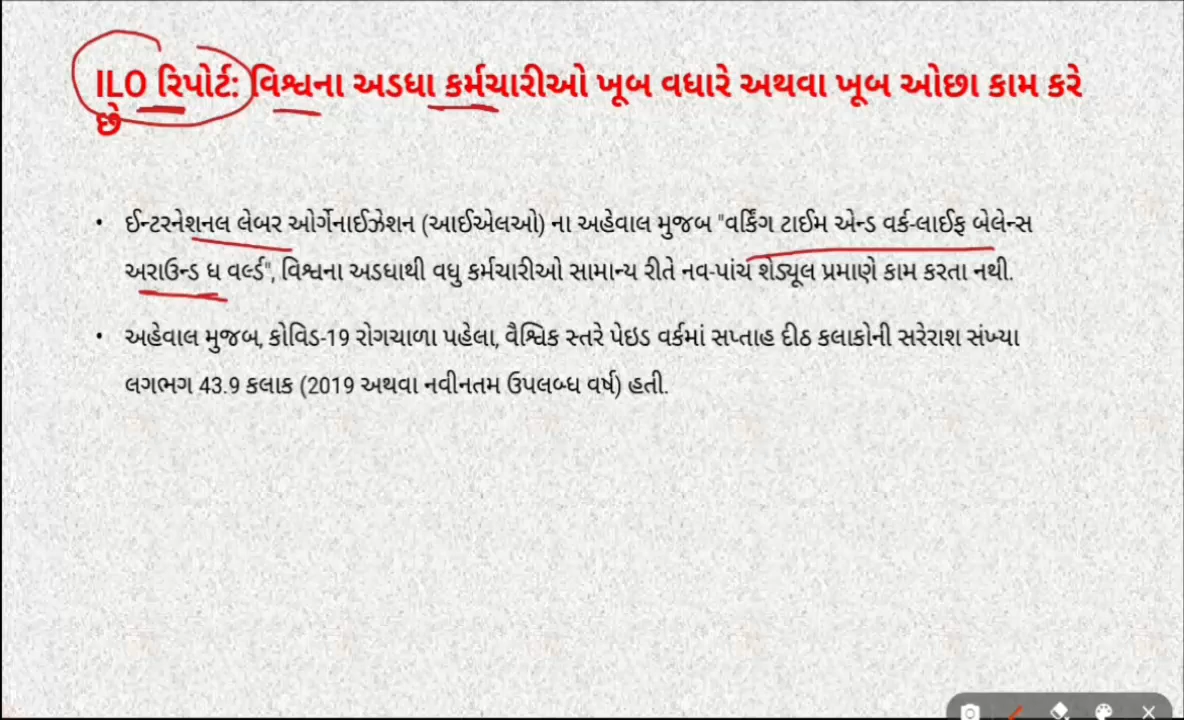 ILO રિપોર્ટ: વિશ્વના અડધા કર્મચારીઓ ખૂબ વધારે અથવા ખૂબ ઓછા કામ કરે
છે
• ઈન્ટરનેશનલ લેબર ઓર્ગેનાઈઝેશન (આઈએલઓ) ના અહેવાલ મુજબ "વર્કિંગ ટાઈમ એન્ડ વર્ક-લાઈફ બેલેન્સ
અરાઉન્ડ ધ વર્લ્ડ", વિશ્વના અડધાથી વધુ કર્મચારીઓ સામાન્ય રીતે નવ-પાંચ શેડ્યૂલ પ્રમાણે કામ કરતા નથી.
• અહેવાલ મુજબ, કોવિડ-19 રોગચાળા પહેલા, વૈશ્વિક સ્તરે પેઇડ વર્કમાં સપ્તાહ દીઠ કલાકોની સરેરાશ સંખ્યા
લગભગ 43.9 કલાક (2019 અથવા નવીનતમ ઉપલબ્ધ વર્ષ) હતી.